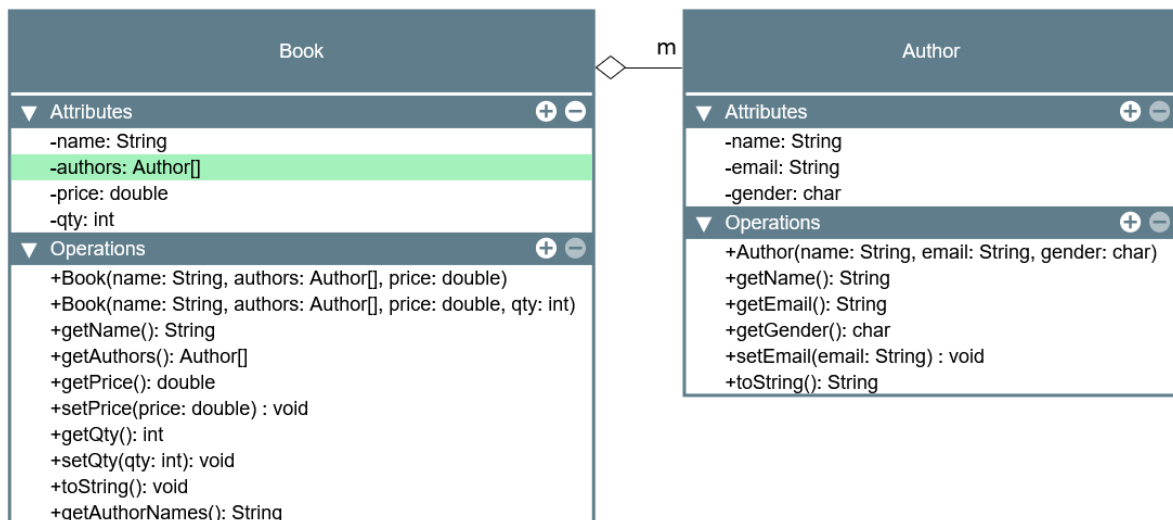 Book
Attributes
-name: String
-authors: Author[]
-price: double
-qty: int
Operations
+Book(name: String, authors: Author[], price: double)
+Book(name: String, authors: Author[], price: double, qty: int)
+getName(): String
+getAuthors(): Author[]
+getPrice(): double
+setPrice(price: double) : void
+getQty(): int
+setQty(qty: int): void
+toString(): void
+getAuthorNames(): String
m
Author
Attributes
-name: String
-email: String
-gender: char
Operations
+Author(name: String, email: String, gender: char)
+getName(): String
+getEmail(): String
+getGender(): char
+setEmail(email: String) : void
+toString(): String